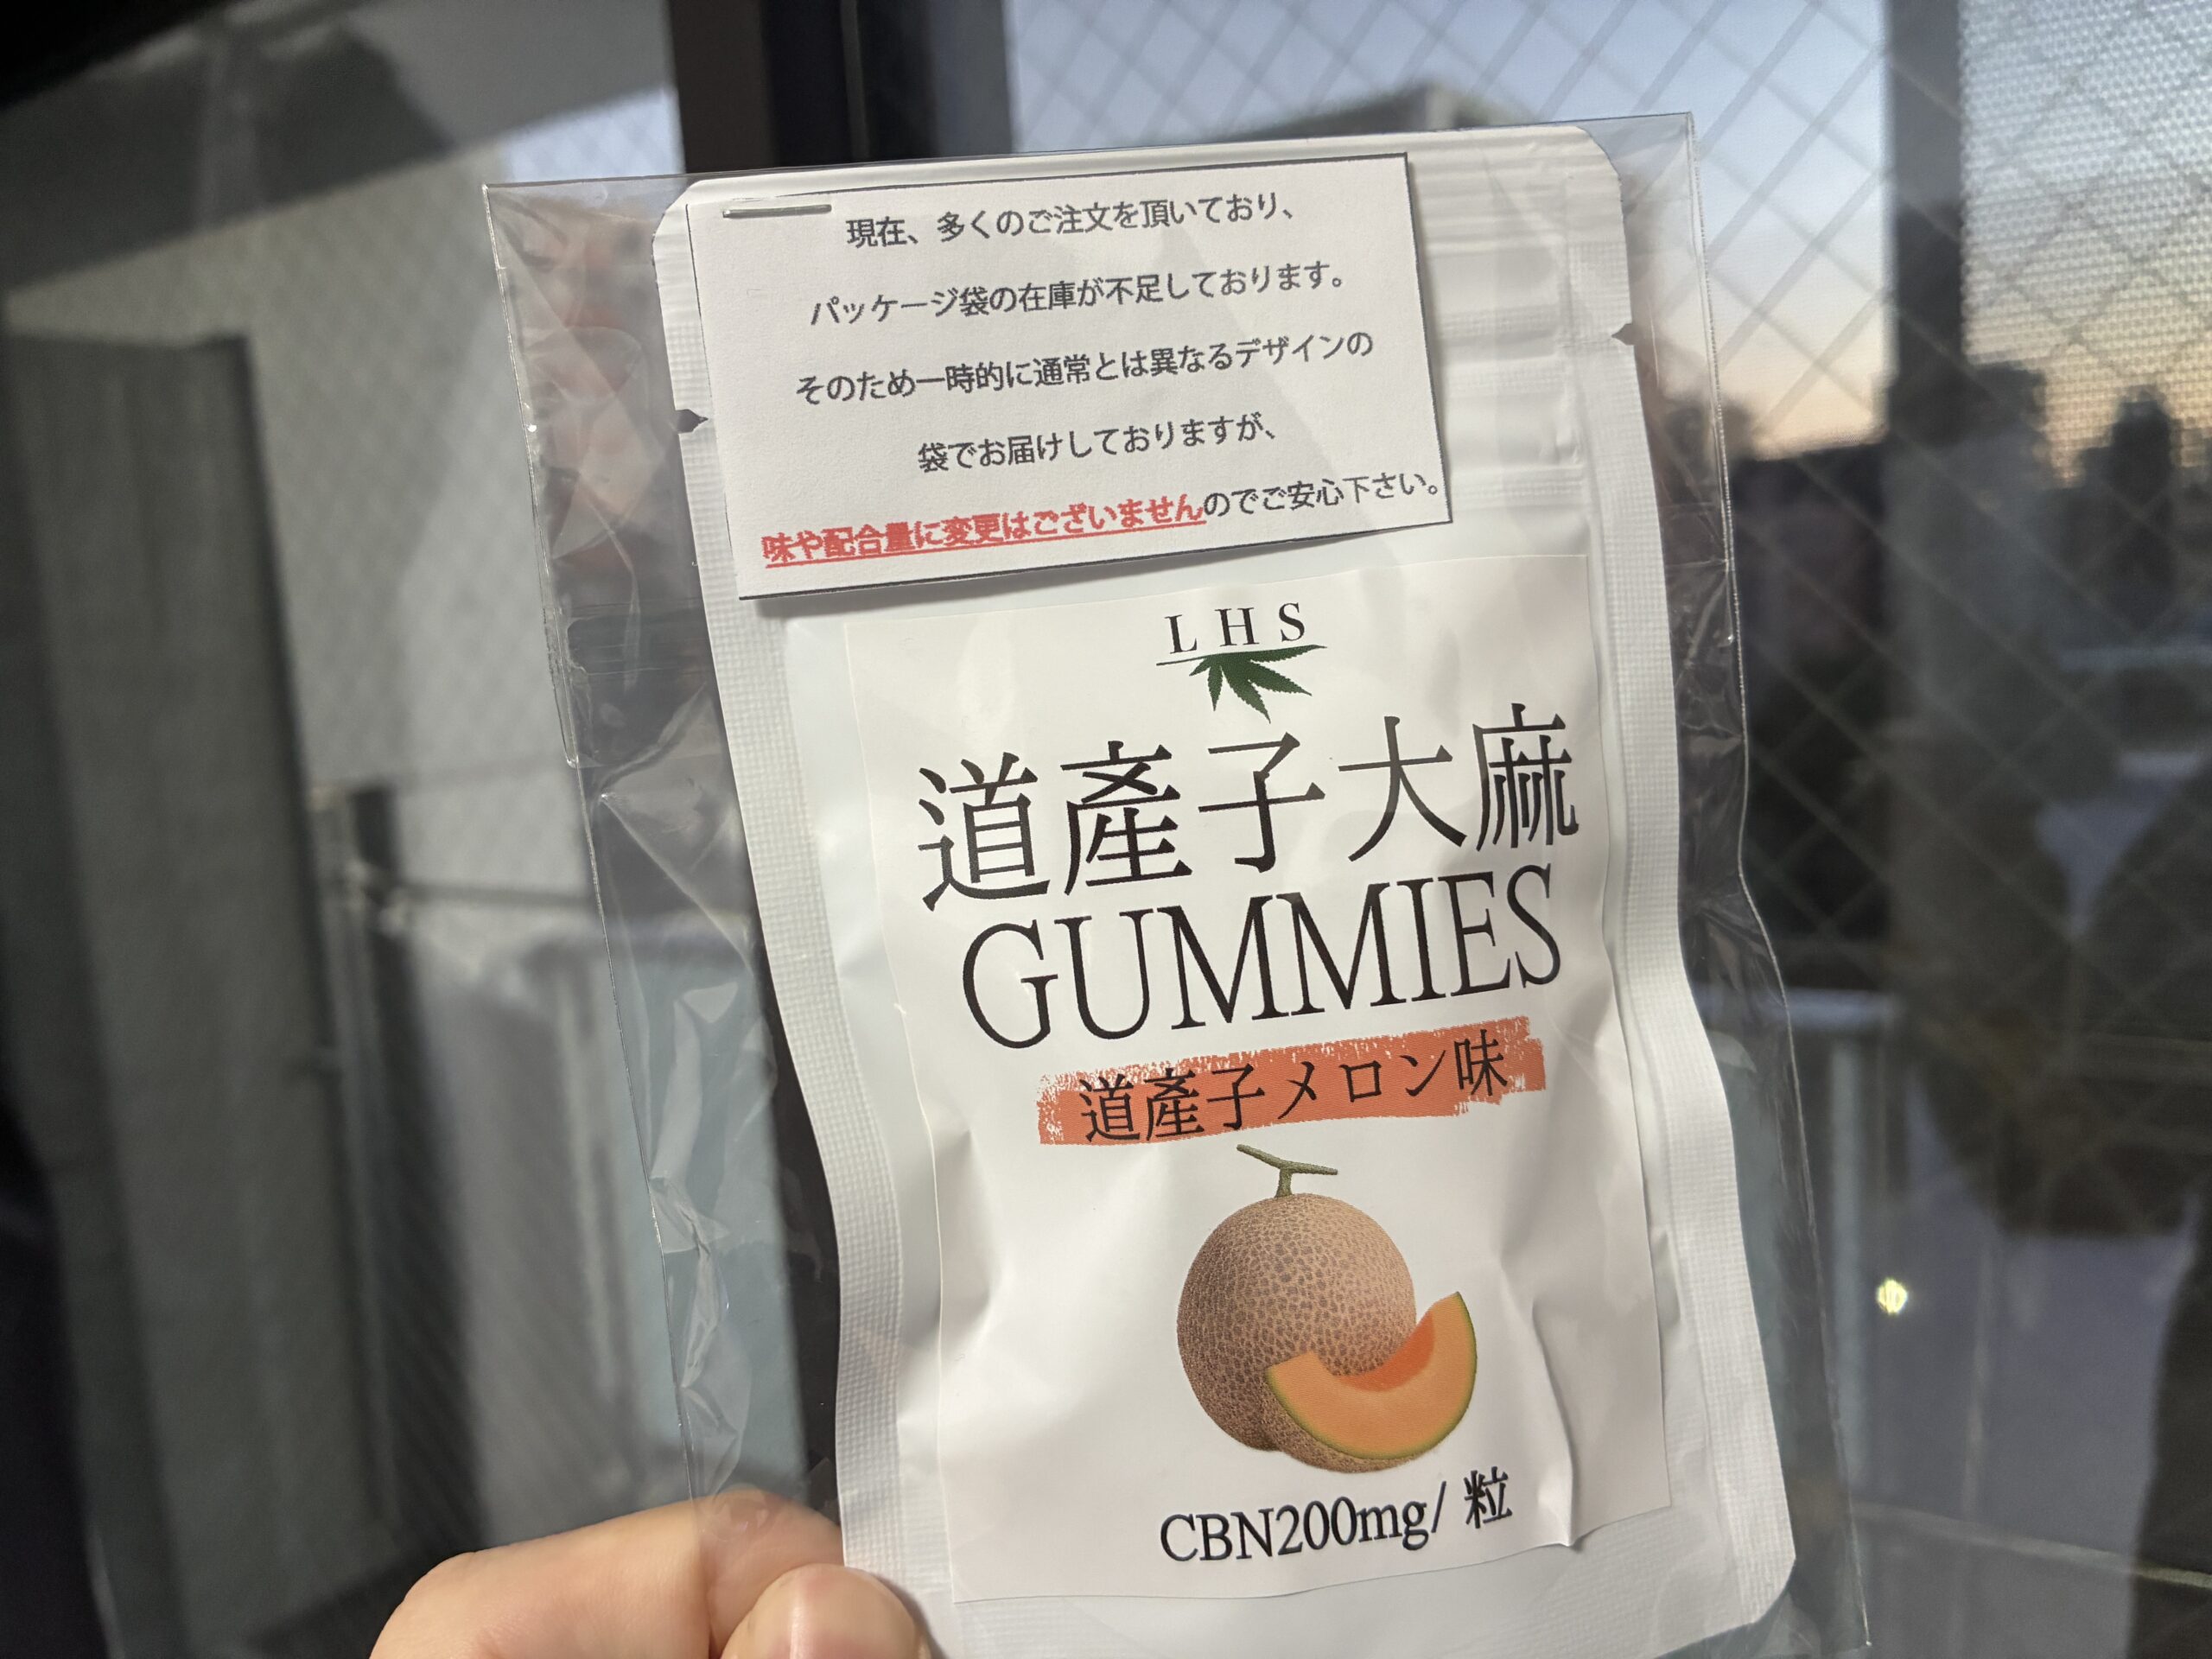 現在、多くのご注文を頂いており、
パッケージ袋の在庫が不足しております。
そのため一時的に通常とは異なるデザインの
袋でお届けしておりますが、
味や配合量に変更はございませんのでご安心下さい。
LHS
道產子大麻
GUMMIES
道產子メロン味
CBN200mg/粒